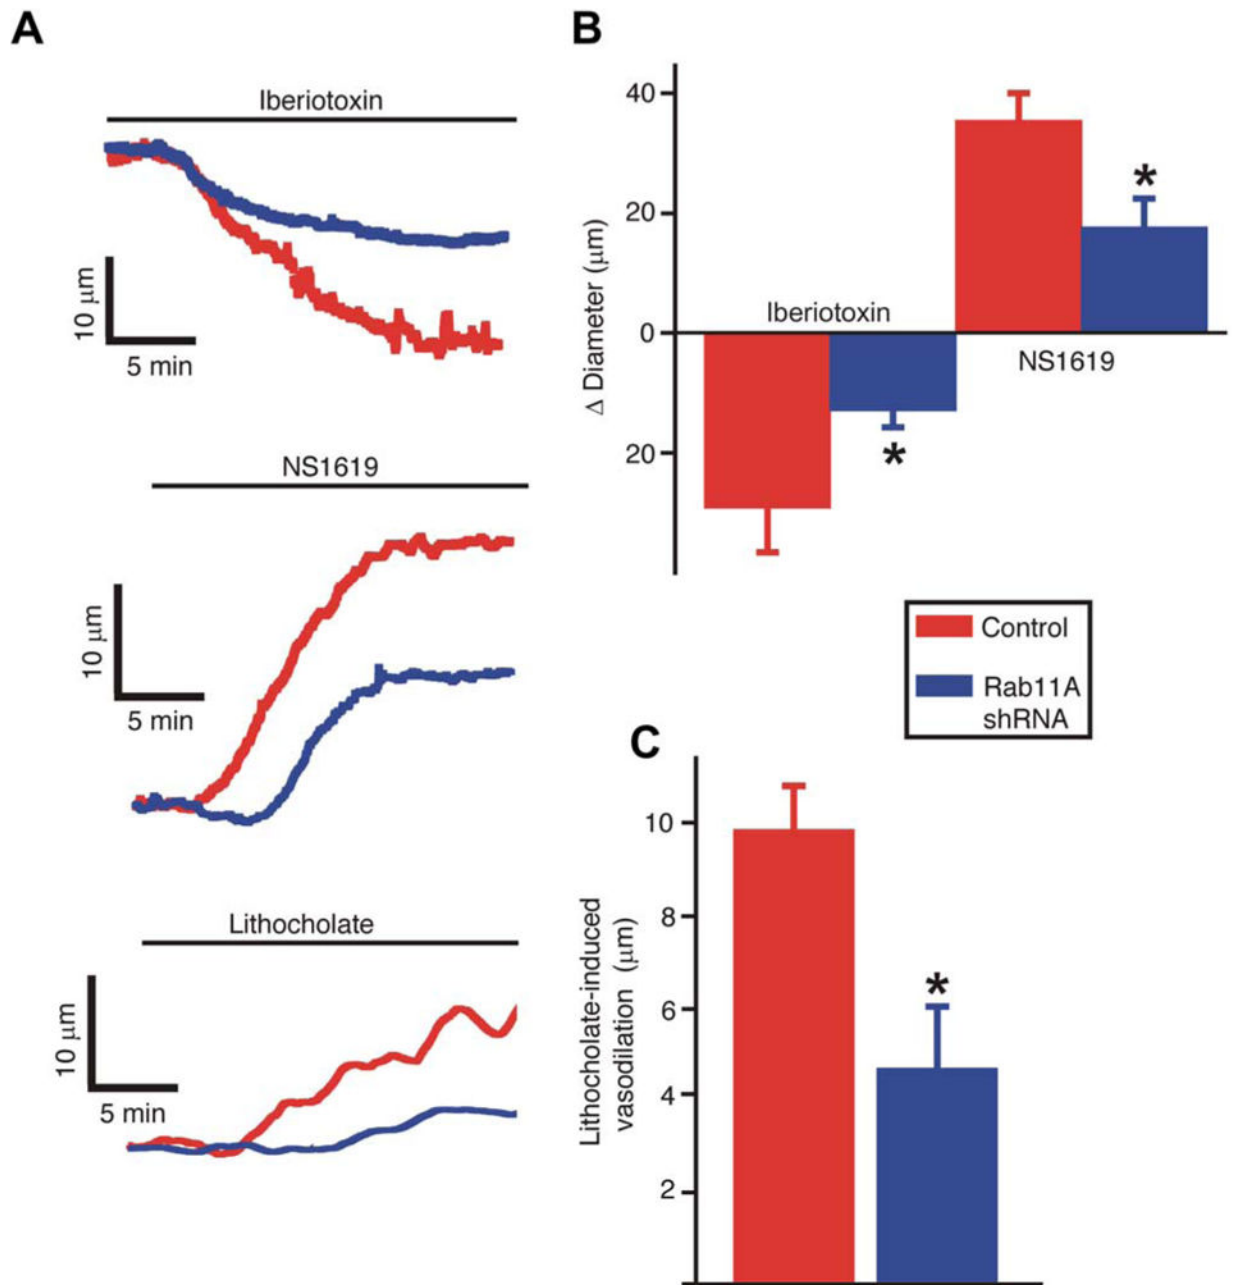 A
Iberiotoxin
10 μm
5 min
NS1619
10 μm
5 min
Lithocholate
10 μm
5 min
B
Δ Diameter (μm)
40
20
0
20
Iberiotoxin
NS1619
*
*
Control
Rab11A
shRNA
C
Lithocholate-induced
vasodilation (μm)
10
8
6
4
2
*